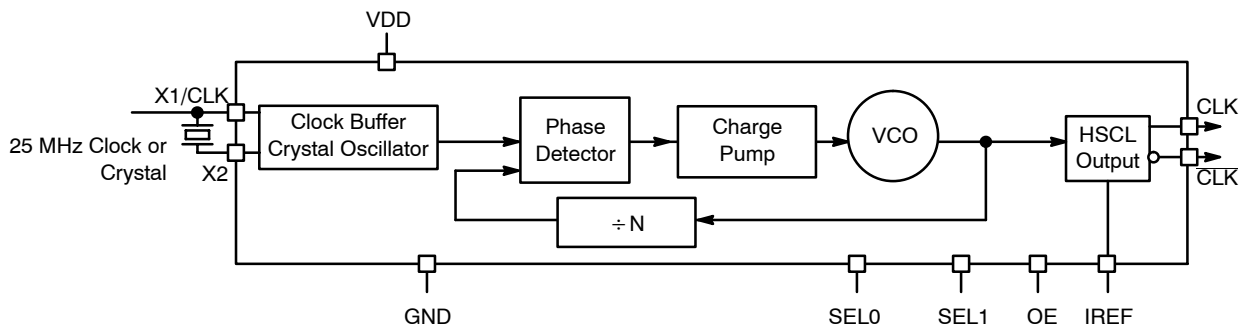 VDD
X1/CLK
25 MHz Clock or
Crystal
X2
Clock Buffer
Crystal Oscillator
Phase
Detector
Charge
Pump
VCO
÷ N
HSCL
Output
CLK
CLK
GND
SEL0
SEL1
OE
IREF